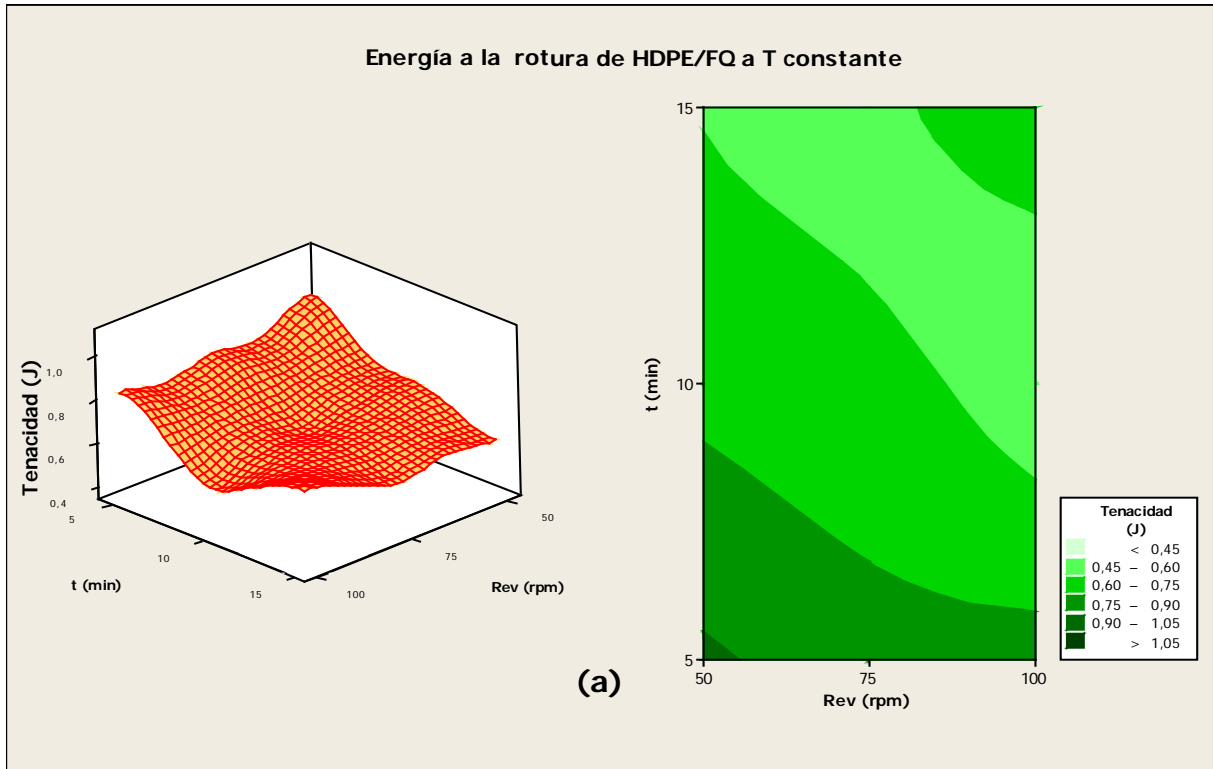 Energía a la rotura de HDPE/FQ a T constante
Tenacidad (J)
1,0
0,8
0,6
0,4
5
10
15
t (min)
50
75
100
Rev (rpm)
15
10
5
t (min)
50
75
100
Rev (rpm)
Tenacidad
(J)
< 0,45
0,45 – 0,60
0,60 – 0,75
0,75 – 0,90
0,90 – 1,05
> 1,05
(a)